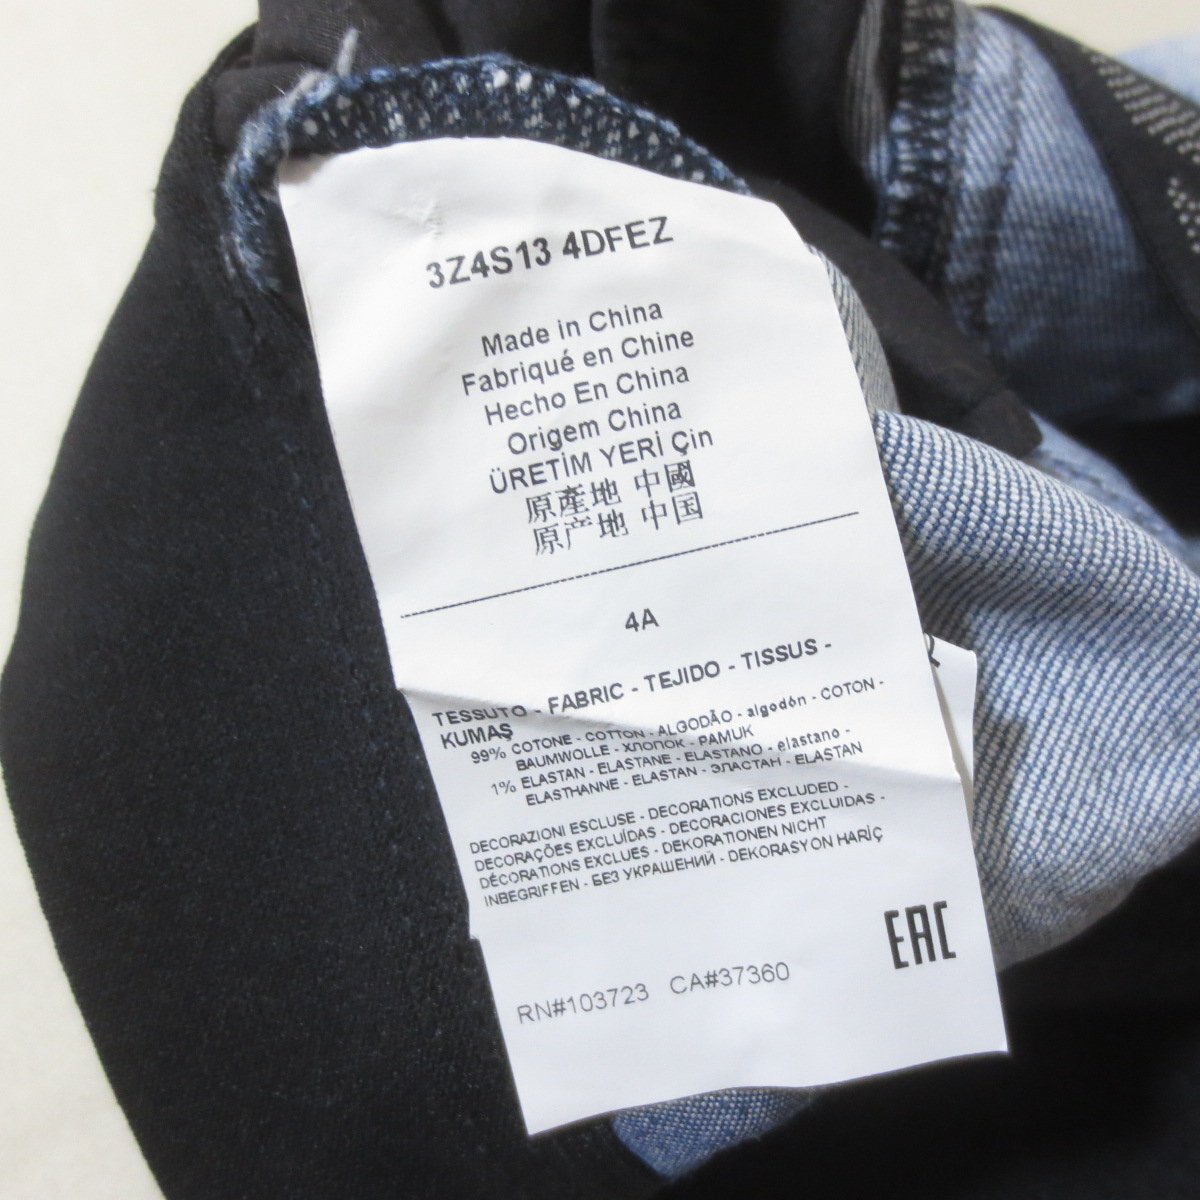 3Z4S13 4DFEZ
Made in China
Fabriqué en Chine
Hecho En China
Origem China
ÜRETİM YERİ Çin
原產地 中國
原产地 中国
4A
TESSUTO - FABRIC - TEJIDO - TISSUS -
KUMAŞ
99% COTONE - COTTON - ALGODÃO - algodón - COTON -
BAUMWOLLE - ХЛОПОК - PAMUK
1% ELASTAN - ELASTANE - ELASTANO - elastano -
ELASTHANNE - ELASTAN - ЭЛАСТАН - ELASTAN
DECORAZIONI ESCLUSE - DECORATIONS EXCLUDED -
DECORAÇÕES EXCLUÍDAS - DECORACIONES EXCLUIDAS -
DÉCORATIONS EXCLUES - DEKORATIONEN NICHT
INBEGRIFFEN - БЕЗ УКРАШЕНИЙ - DEKORASYON HARİÇ
EAC
RN#103723 CA#37360